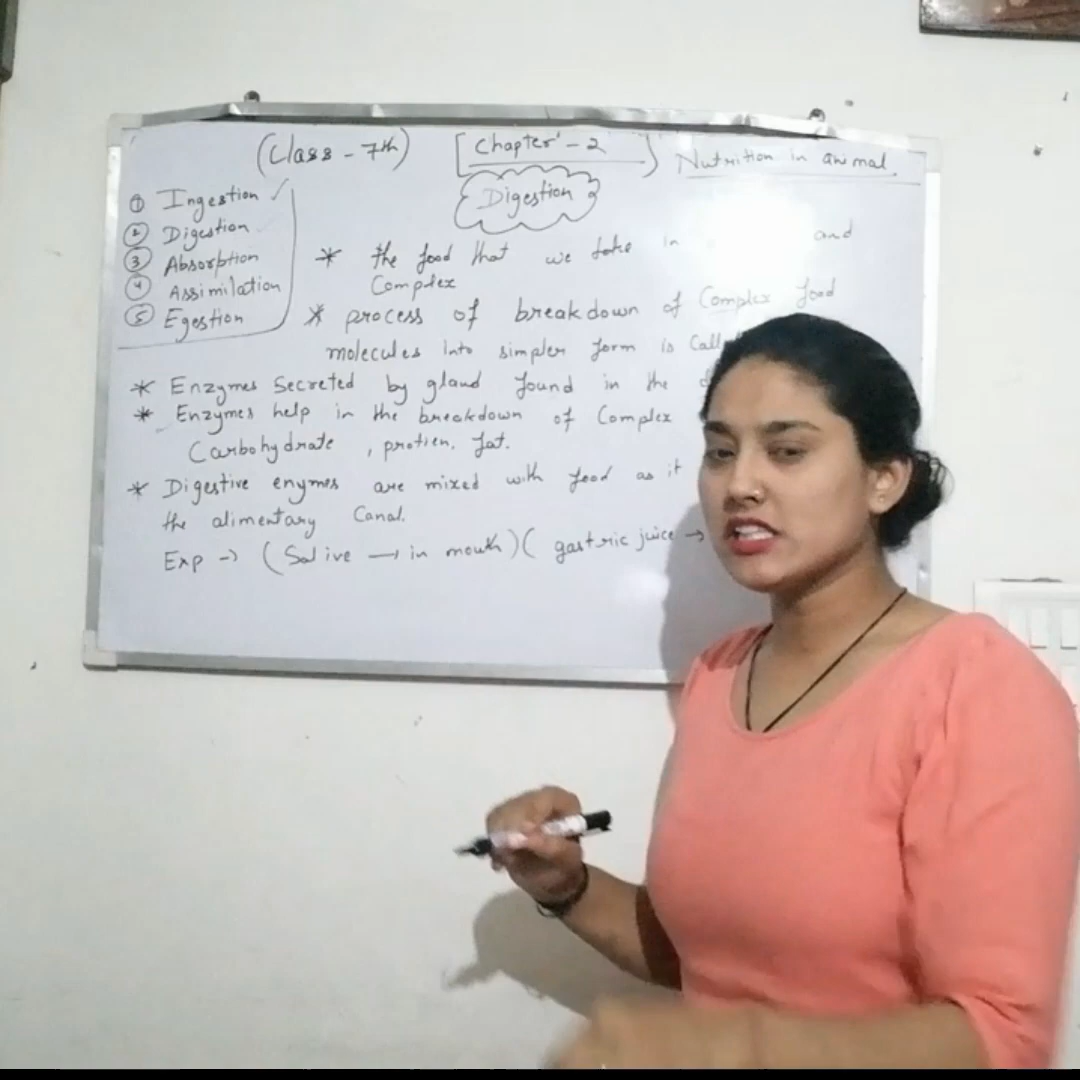 (Class - 7th) [Chapter - 2] Nutrition in animal.
Digestion
① Ingestion ✓
② Digestion
③ Absorption
④ Assimilation
⑤ Egestion
* the food that we take in and
Complex
* process of breakdown of Complex food
molecules into simpler form is Call
* Enzymes Secreted by gland found in the
* Enzymes help in the breakdown of Complex
Carbohydrate, protien, fat.
* Digestive enymes are mixed with food as it
the alimentary Canal.
Exp → (Salive → in mouth) ( gastric juice →